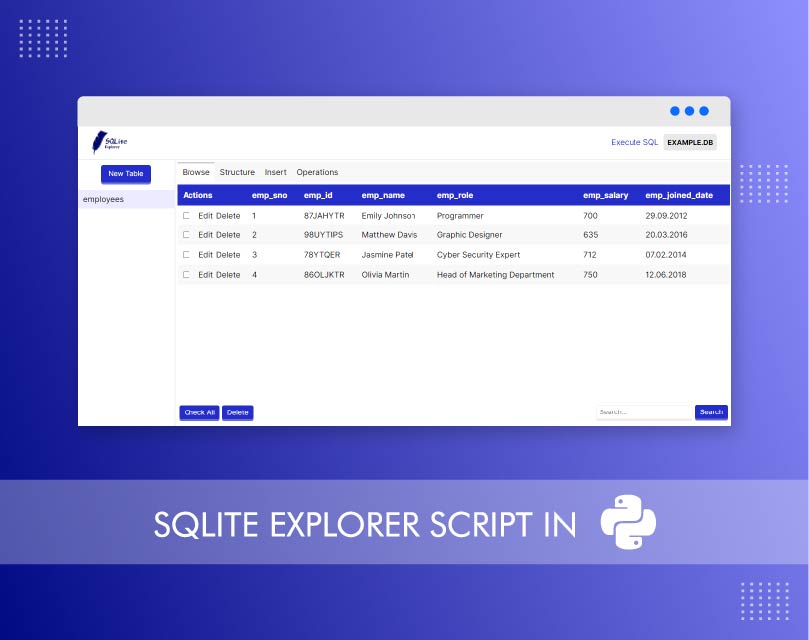 SQLite
Explorer
Execute SQL EXAMPLE.DB
New Table
employees
Browse Structure Insert Operations
Actions emp_sno emp_id emp_name emp_role emp_salary emp_joined_date
Edit Delete 1 87JAHYTR Emily Johnson Programmer 700 29.09.2012
Edit Delete 2 98UYTIPS Matthew Davis Graphic Designer 635 20.03.2016
Edit Delete 3 78YTQER Jasmine Patel Cyber Security Expert 712 07.02.2014
Edit Delete 4 86OLJKTR Olivia Martin Head of Marketing Department 750 12.06.2018
Check All Delete Search... Search
SQLITE EXPLORER SCRIPT IN